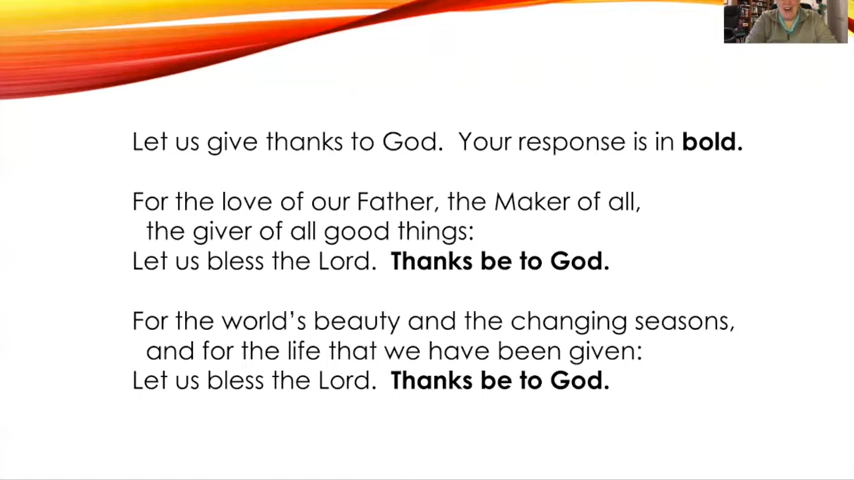 Let us give thanks to God.  Your response is in bold.
For the love of our Father, the Maker of all,
the giver of all good things:
Let us bless the Lord.  Thanks be to God.
For the world's beauty and the changing seasons,
and for the life that we have been given:
Let us bless the Lord.  Thanks be to God.